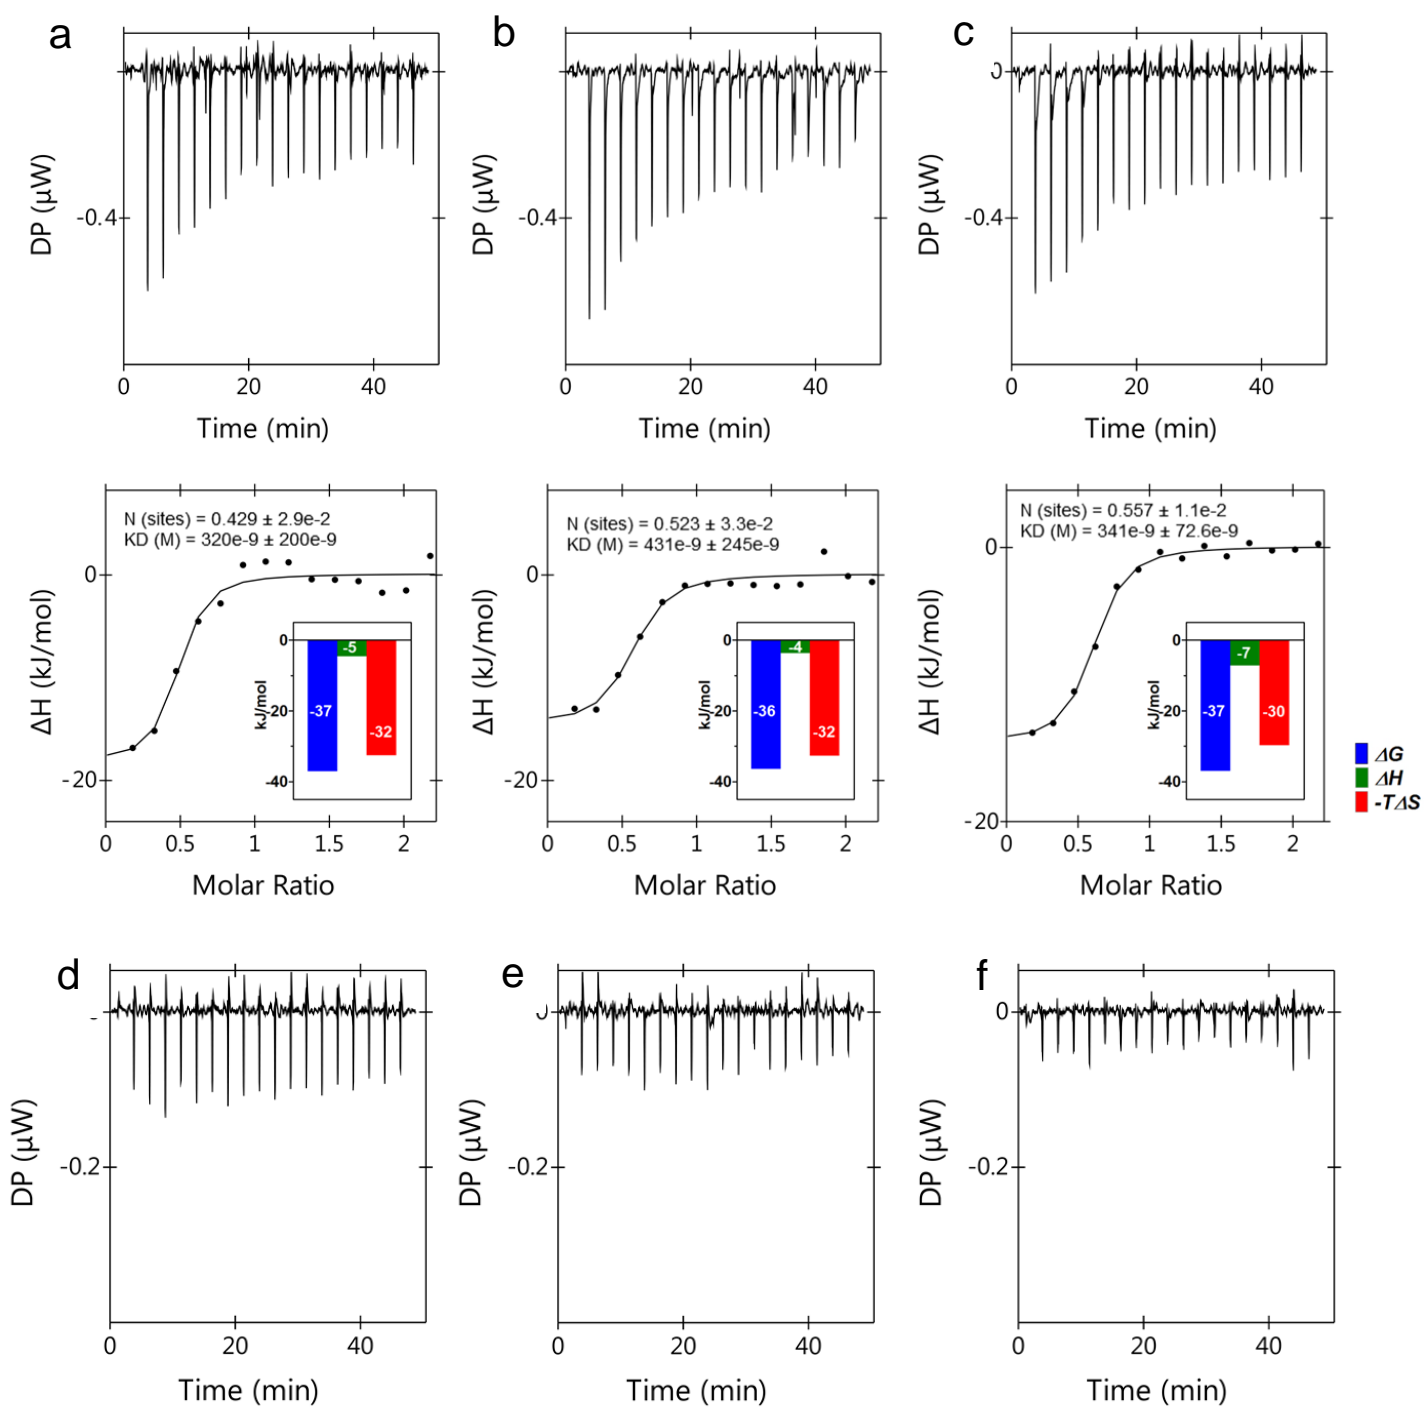 a
b
c
DP (µW)
-0.4
0 20 40
Time (min)
DP (µW)
-0.4
0 20 40
Time (min)
DP (µW)
-0.4
0 20 40
Time (min)
N (sites) = 0.429 ± 2.9e-2
KD (M) = 320e-9 ± 200e-9
ΔH (kJ/mol)
0
-20
0 0.5 1 1.5 2
Molar Ratio
kJ/mol
0
-20
-40
-37
-5
-32
N (sites) = 0.523 ± 3.3e-2
KD (M) = 431e-9 ± 245e-9
ΔH (kJ/mol)
0
-20
0 0.5 1 1.5 2
Molar Ratio
kJ/mol
0
-20
-40
-36
-4
-32
N (sites) = 0.557 ± 1.1e-2
KD (M) = 341e-9 ± 72.6e-9
ΔH (kJ/mol)
0
-20
0 0.5 1 1.5 2
Molar Ratio
kJ/mol
0
-20
-40
-37
-7
-30
ΔG
ΔH
-TΔS
d
e
f
DP (µW)
-0.2
0 20 40
Time (min)
DP (µW)
-0.2
0 20 40
Time (min)
DP (µW)
0
-0.2
0 20 40
Time (min)